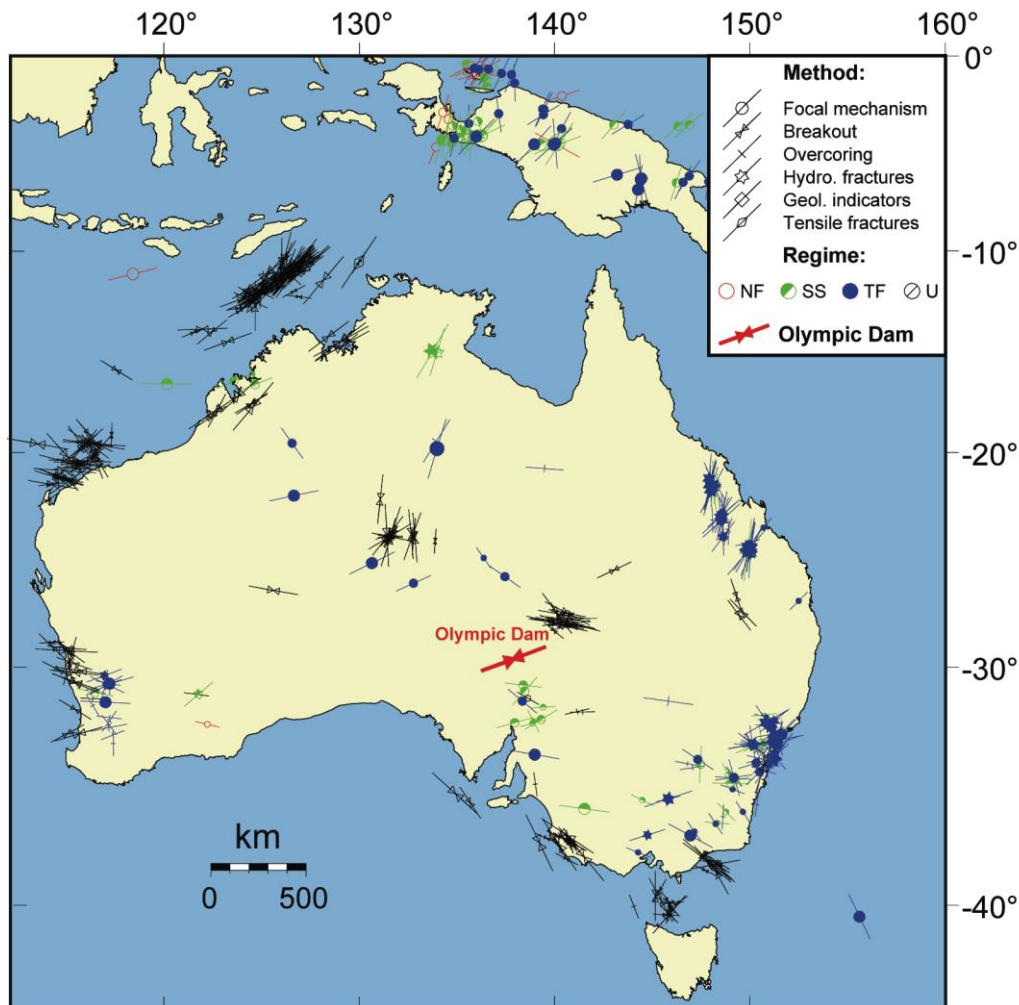 120° 130° 140° 150° 160°
0°
Method:
Focal mechanism
Breakout
Overcoring
Hydro. fractures
Geol. indicators
Tensile fractures
Regime:
NF SS TF U
Olympic Dam
-10°
-20°
Olympic Dam
-30°
km
0 500
-40°